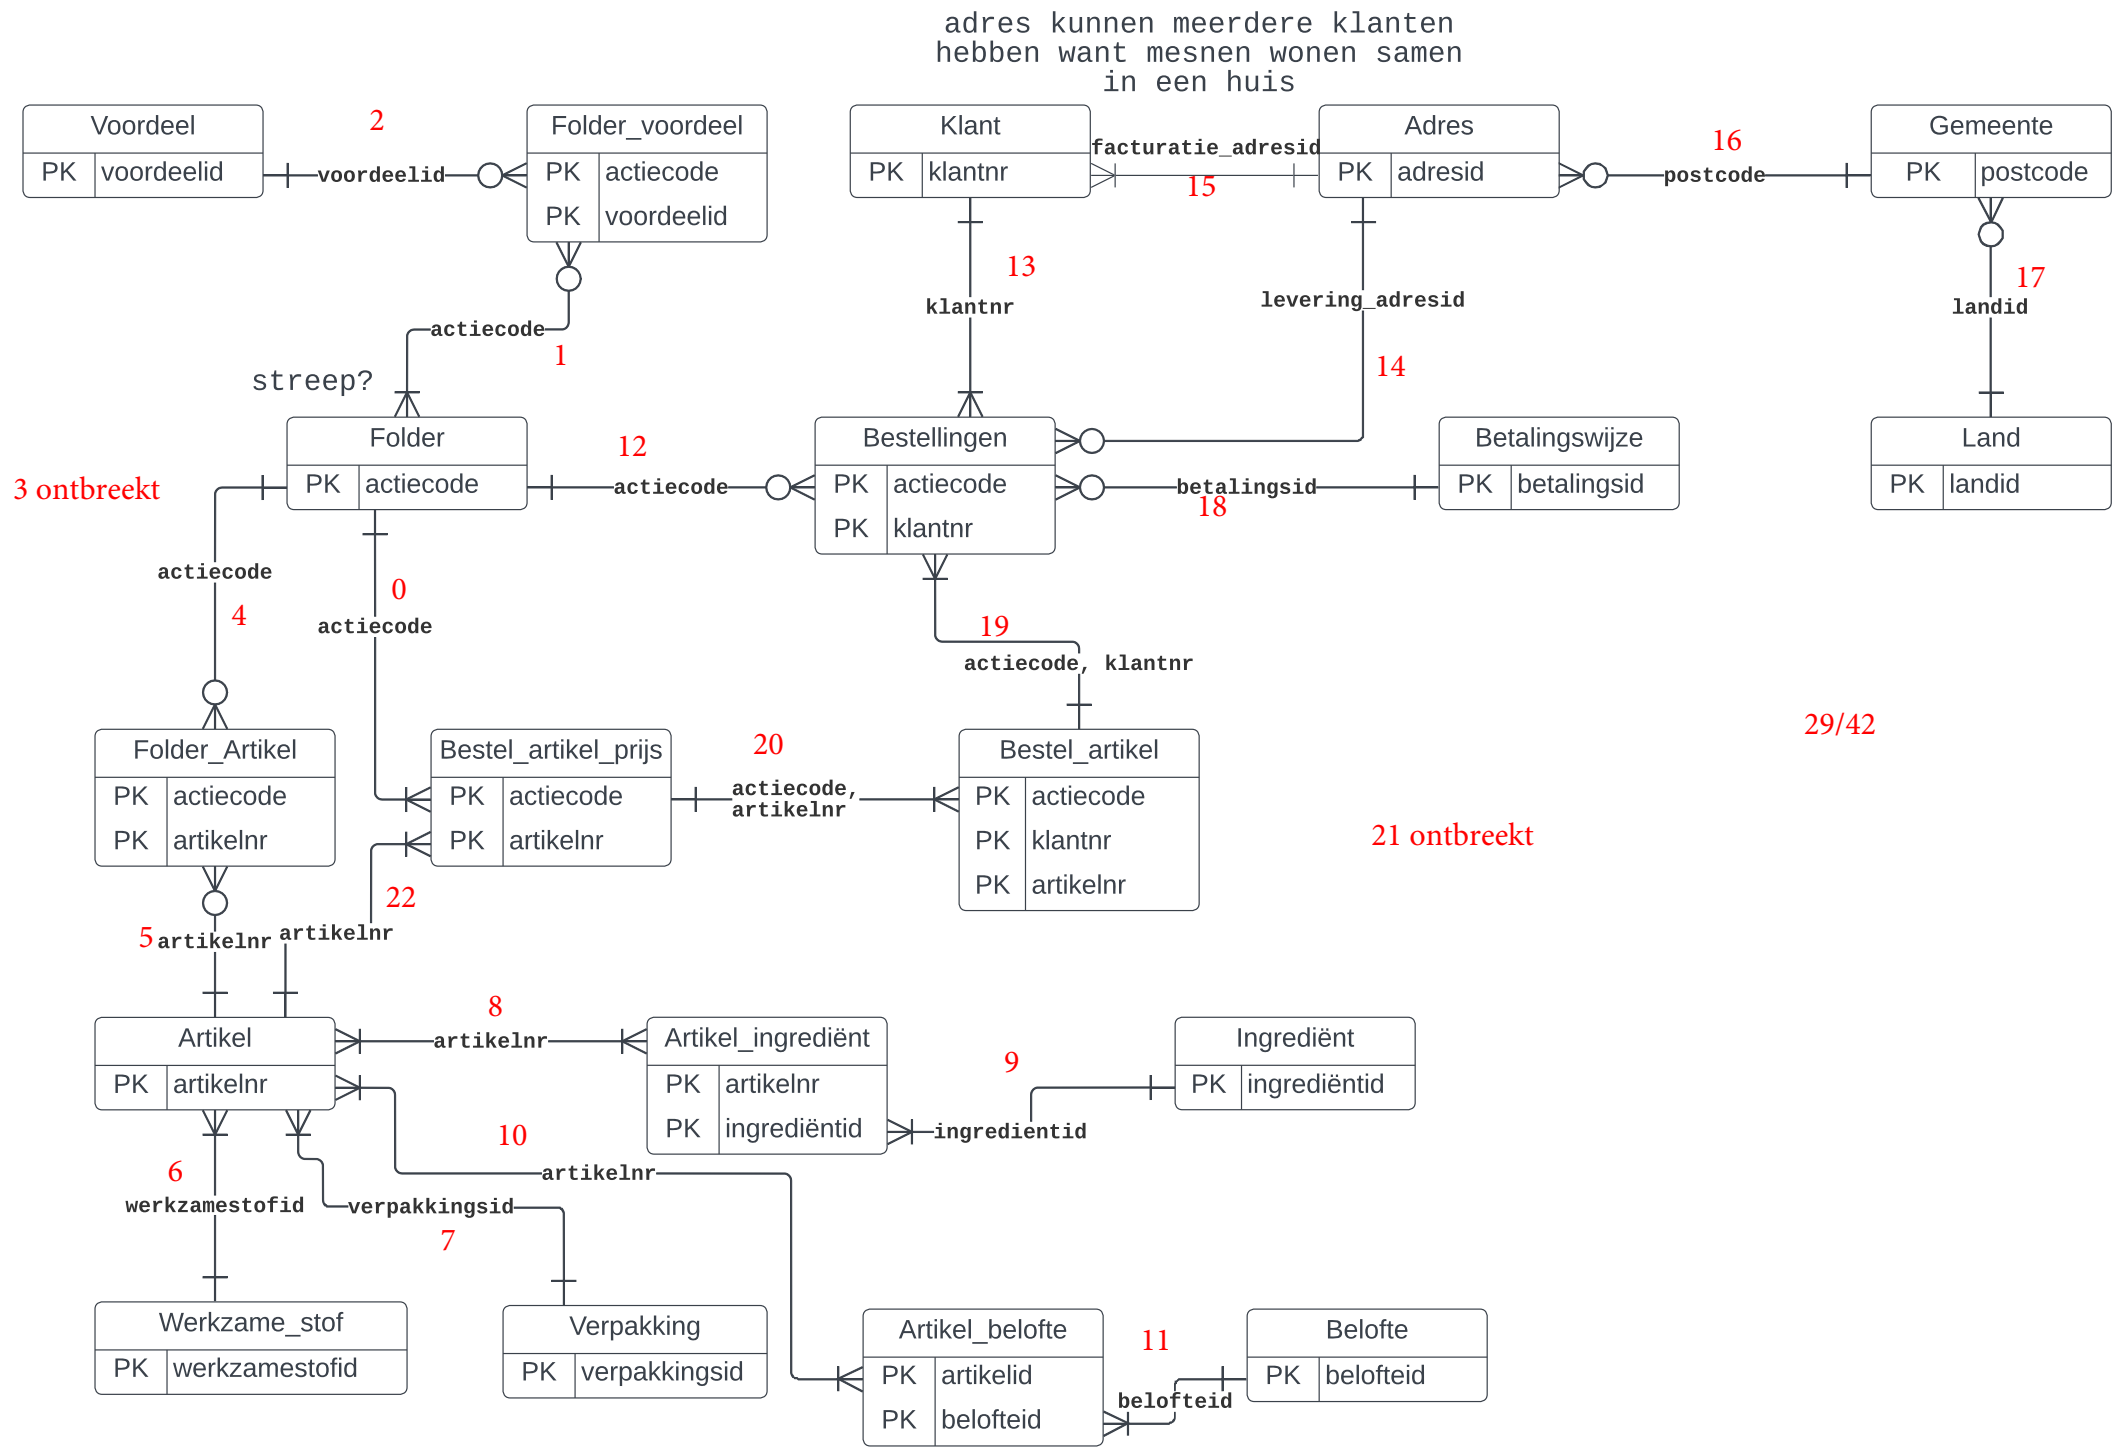 adres kunnen meerdere klanten
hebben want mesnen wonen samen
in een huis
Voordeel
PK voordeelid
2
voordeelid
Folder_voordeel
PK actiecode
PK voordeelid
Klant
PK klantnr
facturatie_adresid
15
Adres
PK adresid
16
postcode
Gemeente
PK postcode
actiecode
1
streep?
13
klantnr
levering_adresid
14
17
landid
3 ontbreekt
Folder
PK actiecode
12
actiecode
Bestellingen
PK actiecode
PK klantnr
betalingsid
18
Betalingswijze
PK betalingsid
Land
PK landid
actiecode
4
0
actiecode
19
actiecode, klantnr
29/42
Folder_Artikel
PK actiecode
PK artikelnr
Bestel_artikel_prijs
PK actiecode
PK artikelnr
20
actiecode,
artikelnr
Bestel_artikel
PK actiecode
PK klantnr
PK artikelnr
21 ontbreekt
22
5 artikelnr
artikelnr
Artikel
PK artikelnr
8
artikelnr
Artikel_ingrediënt
PK artikelnr
PK ingrediëntid
9
ingredientid
Ingrediënt
PK ingrediëntid
10
artikelnr
6
werkzamestofid
verpakkingsid
7
Werkzame_stof
PK werkzamestofid
Verpakking
PK verpakkingsid
Artikel_belofte
PK artikelid
PK belofteid
11
belofteid
Belofte
PK belofteid